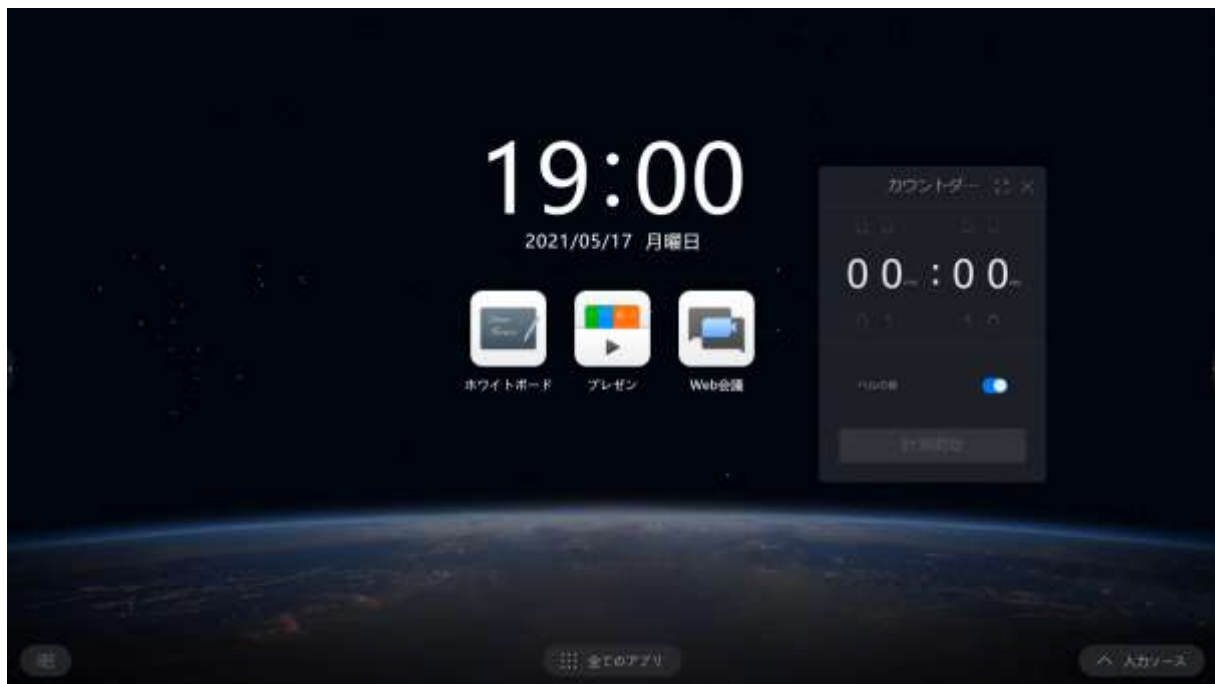 19:00
2021/05/17 月曜日
ホワイトボード
プレゼン
Web会議
カウントダ…
00 : 00
全てのアプリ
入力ソース